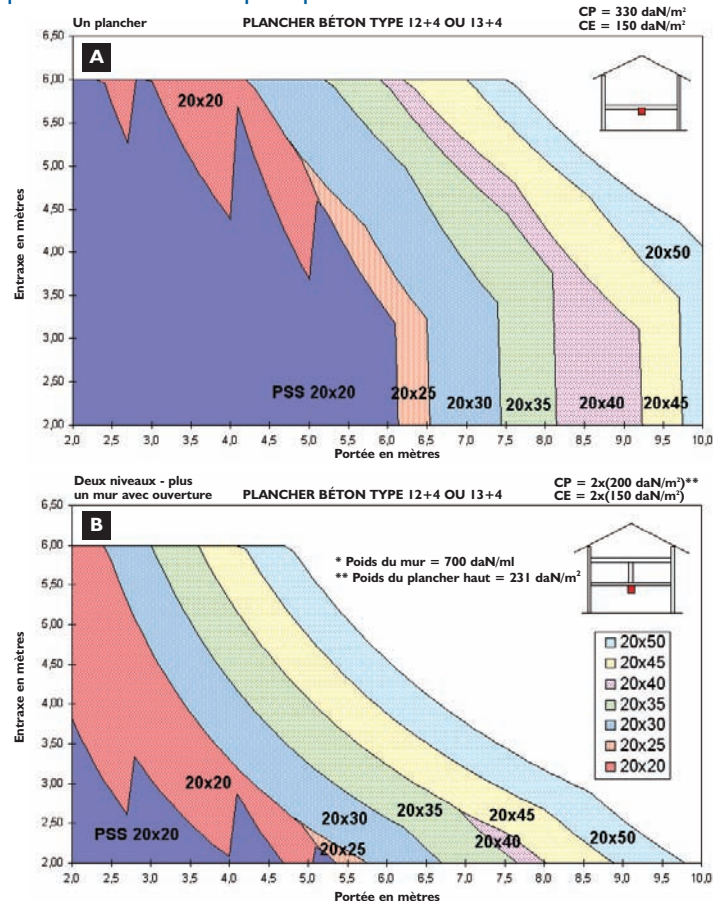 Un plancher
PLANCHER BÉTON TYPE 12+4 OU 13+4
CP = 330 daN/m²
CE = 150 daN/m²
A
Entraxe en mètres
6,50
6,00
5,50
5,00
4,50
4,00
3,50
3,00
2,50
2,00
20x20
20x50
PSS 20x20
20x25
20x30
20x35
20x40
20x45
2,0 2,5 3,0 3,5 4,0 4,5 5,0 5,5 6,0 6,5 7,0 7,5 8,0 8,5 9,0 9,5 10,0
Portée en mètres
Deux niveaux - plus
un mur avec ouverture
PLANCHER BÉTON TYPE 12+4 OU 13+4
CP = 2x(200 daN/m²)**
CE = 2x(150 daN/m²)
B
* Poids du mur = 700 daN/ml
** Poids du plancher haut = 231 daN/m²
Entraxe en mètres
6,50
6,00
5,50
5,00
4,50
4,00
3,50
3,00
2,50
2,00
20x50
20x45
20x40
20x35
20x30
20x25
20x20
20x20
PSS 20x20
20x30
20x25
20x35
20x45
20x40
20x50
2,0 2,5 3,0 3,5 4,0 4,5 5,0 5,5 6,0 6,5 7,0 7,5 8,0 8,5 9,0 9,5 10,0
Portée en mètres